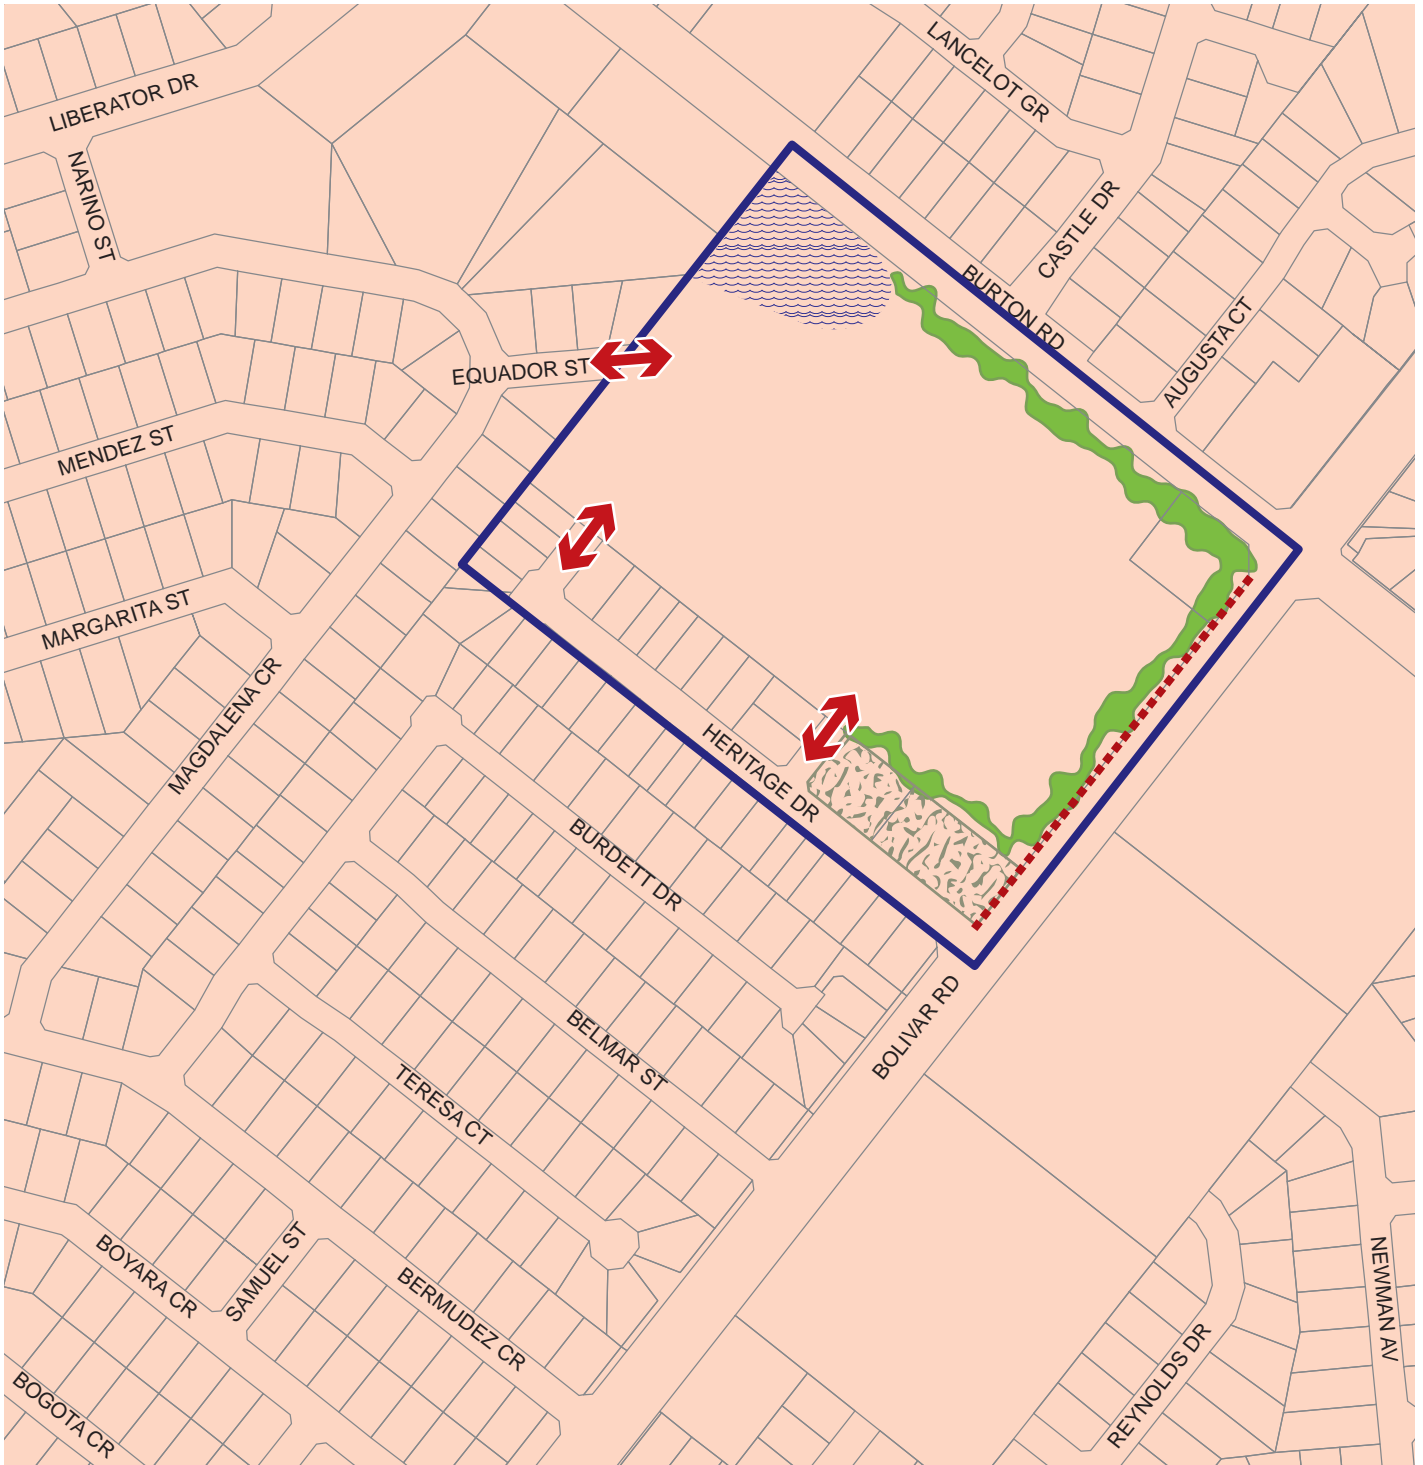 LANCELOT GR
LIBERATOR DR
NARINO ST
CASTLE DR
BURTON RD
AUGUSTA CT
EQUADOR ST
MENDEZ ST
MARGARITA ST
MAGDALENA CR
HERITAGE DR
BURDETT DR
BELMAR ST
BOLIVAR RD
TERESA CT
SAMUEL ST
BOYARA CR
BERMUDEZ CR
NEWMAN AV
REYNOLDS DR
BOGOTA CR